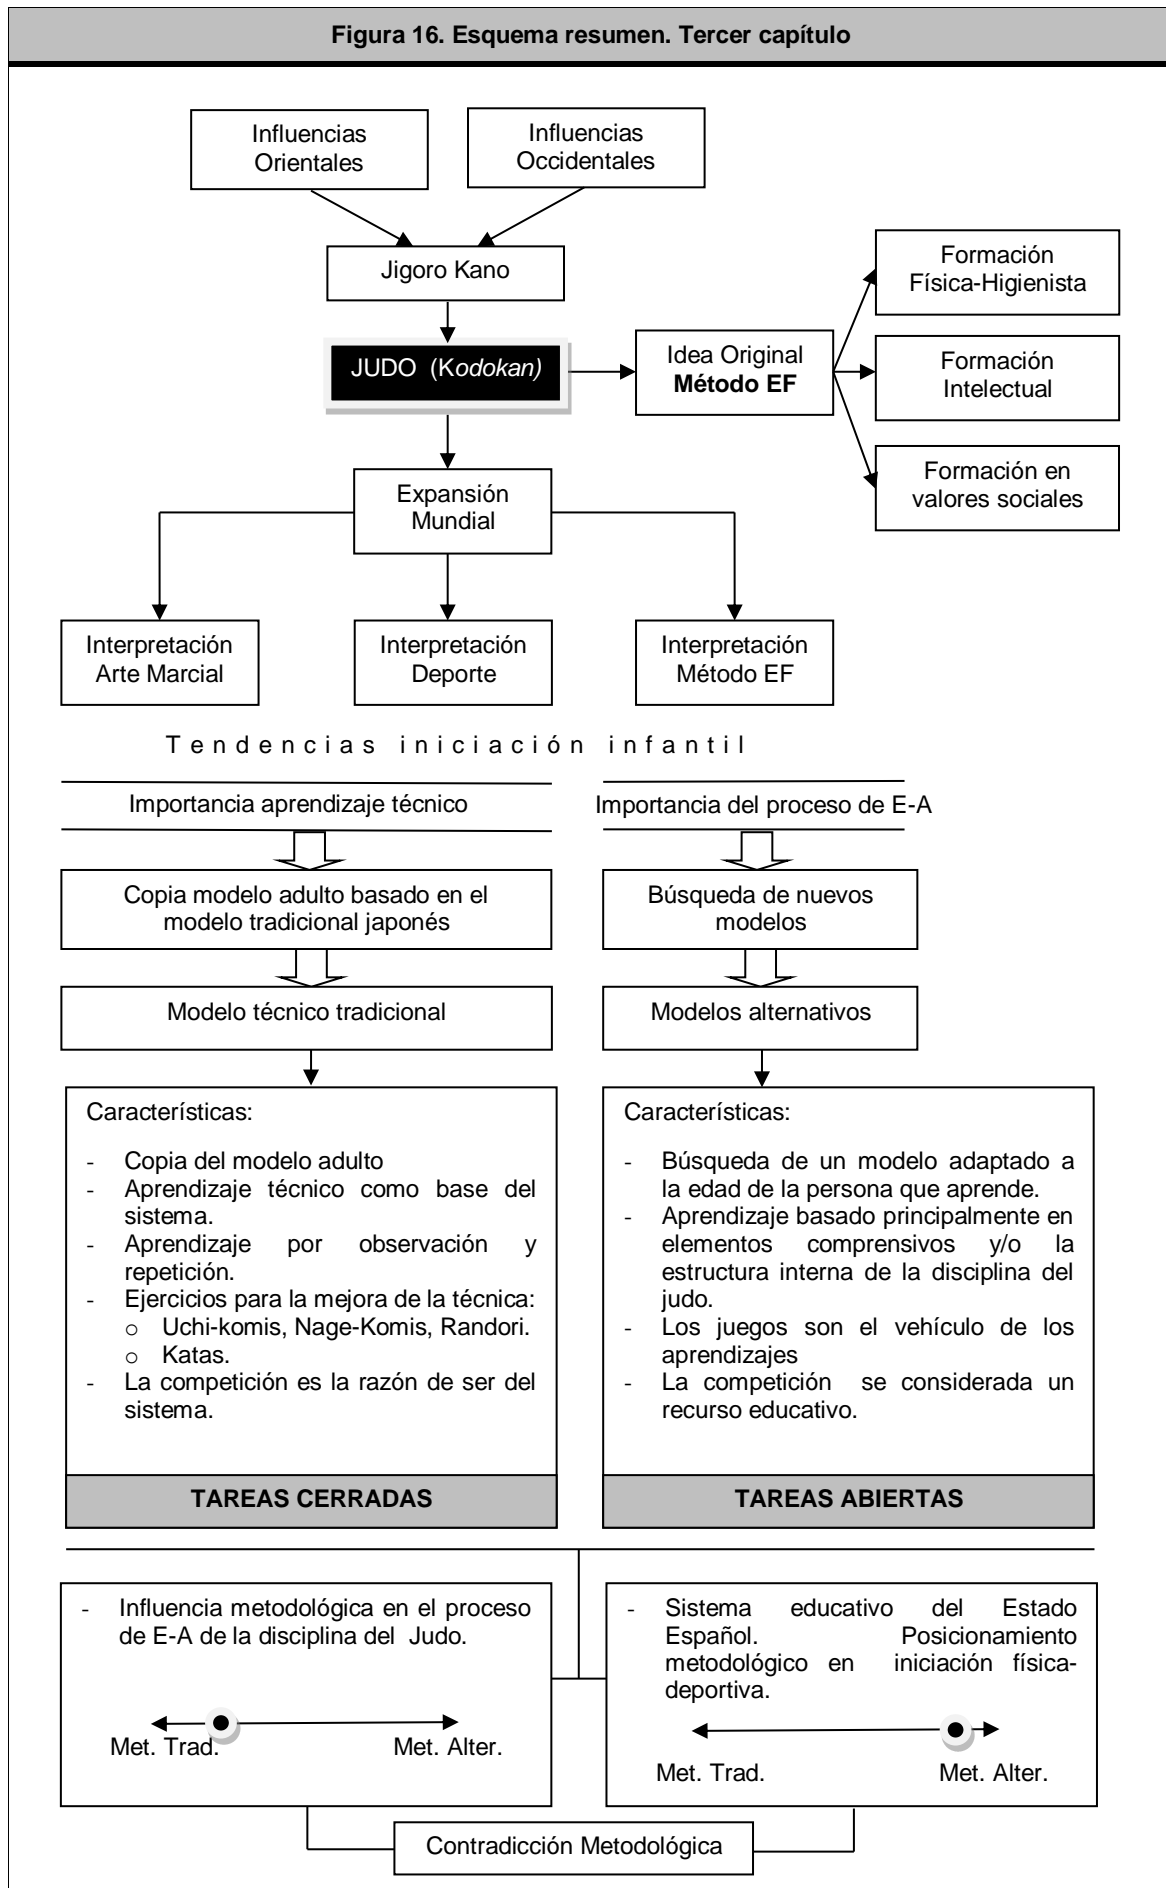 Figura 16. Esquema resumen. Tercer capítulo
Influencias
Orientales
Influencias
Occidentales
Jigoro Kano
JUDO (Kodokan)
Idea Original
Método EF
Formación
Física-Higienista
Formación
Intelectual
Formación en
valores sociales
Expansión
Mundial
Interpretación
Arte Marcial
Interpretación
Deporte
Interpretación
Método EF
Tendencias iniciación infantil
Importancia aprendizaje técnico
Copia modelo adulto basado en el
modelo tradicional japonés
Modelo técnico tradicional
Características:
- Copia del modelo adulto
- Aprendizaje técnico como base del
sistema.
- Aprendizaje por observación y
repetición.
- Ejercicios para la mejora de la técnica:
o Uchi-komis, Nage-Komis, Randori.
o Katas.
- La competición es la razón de ser del
sistema.
TAREAS CERRADAS
Importancia del proceso de E-A
Búsqueda de nuevos
modelos
Modelos alternativos
Características:
- Búsqueda de un modelo adaptado a
la edad de la persona que aprende.
- Aprendizaje basado principalmente en
elementos comprensivos y/o la
estructura interna de la disciplina del
judo.
- Los juegos son el vehículo de los
aprendizajes
- La competición se considerada un
recurso educativo.
TAREAS ABIERTAS
- Influencia metodológica en el proceso
de E-A de la disciplina del Judo.
Met. Trad. Met. Alter.
- Sistema educativo del Estado
Español. Posicionamiento
metodológico en iniciación física-
deportiva.
Met. Trad. Met. Alter.
Contradicción Metodológica